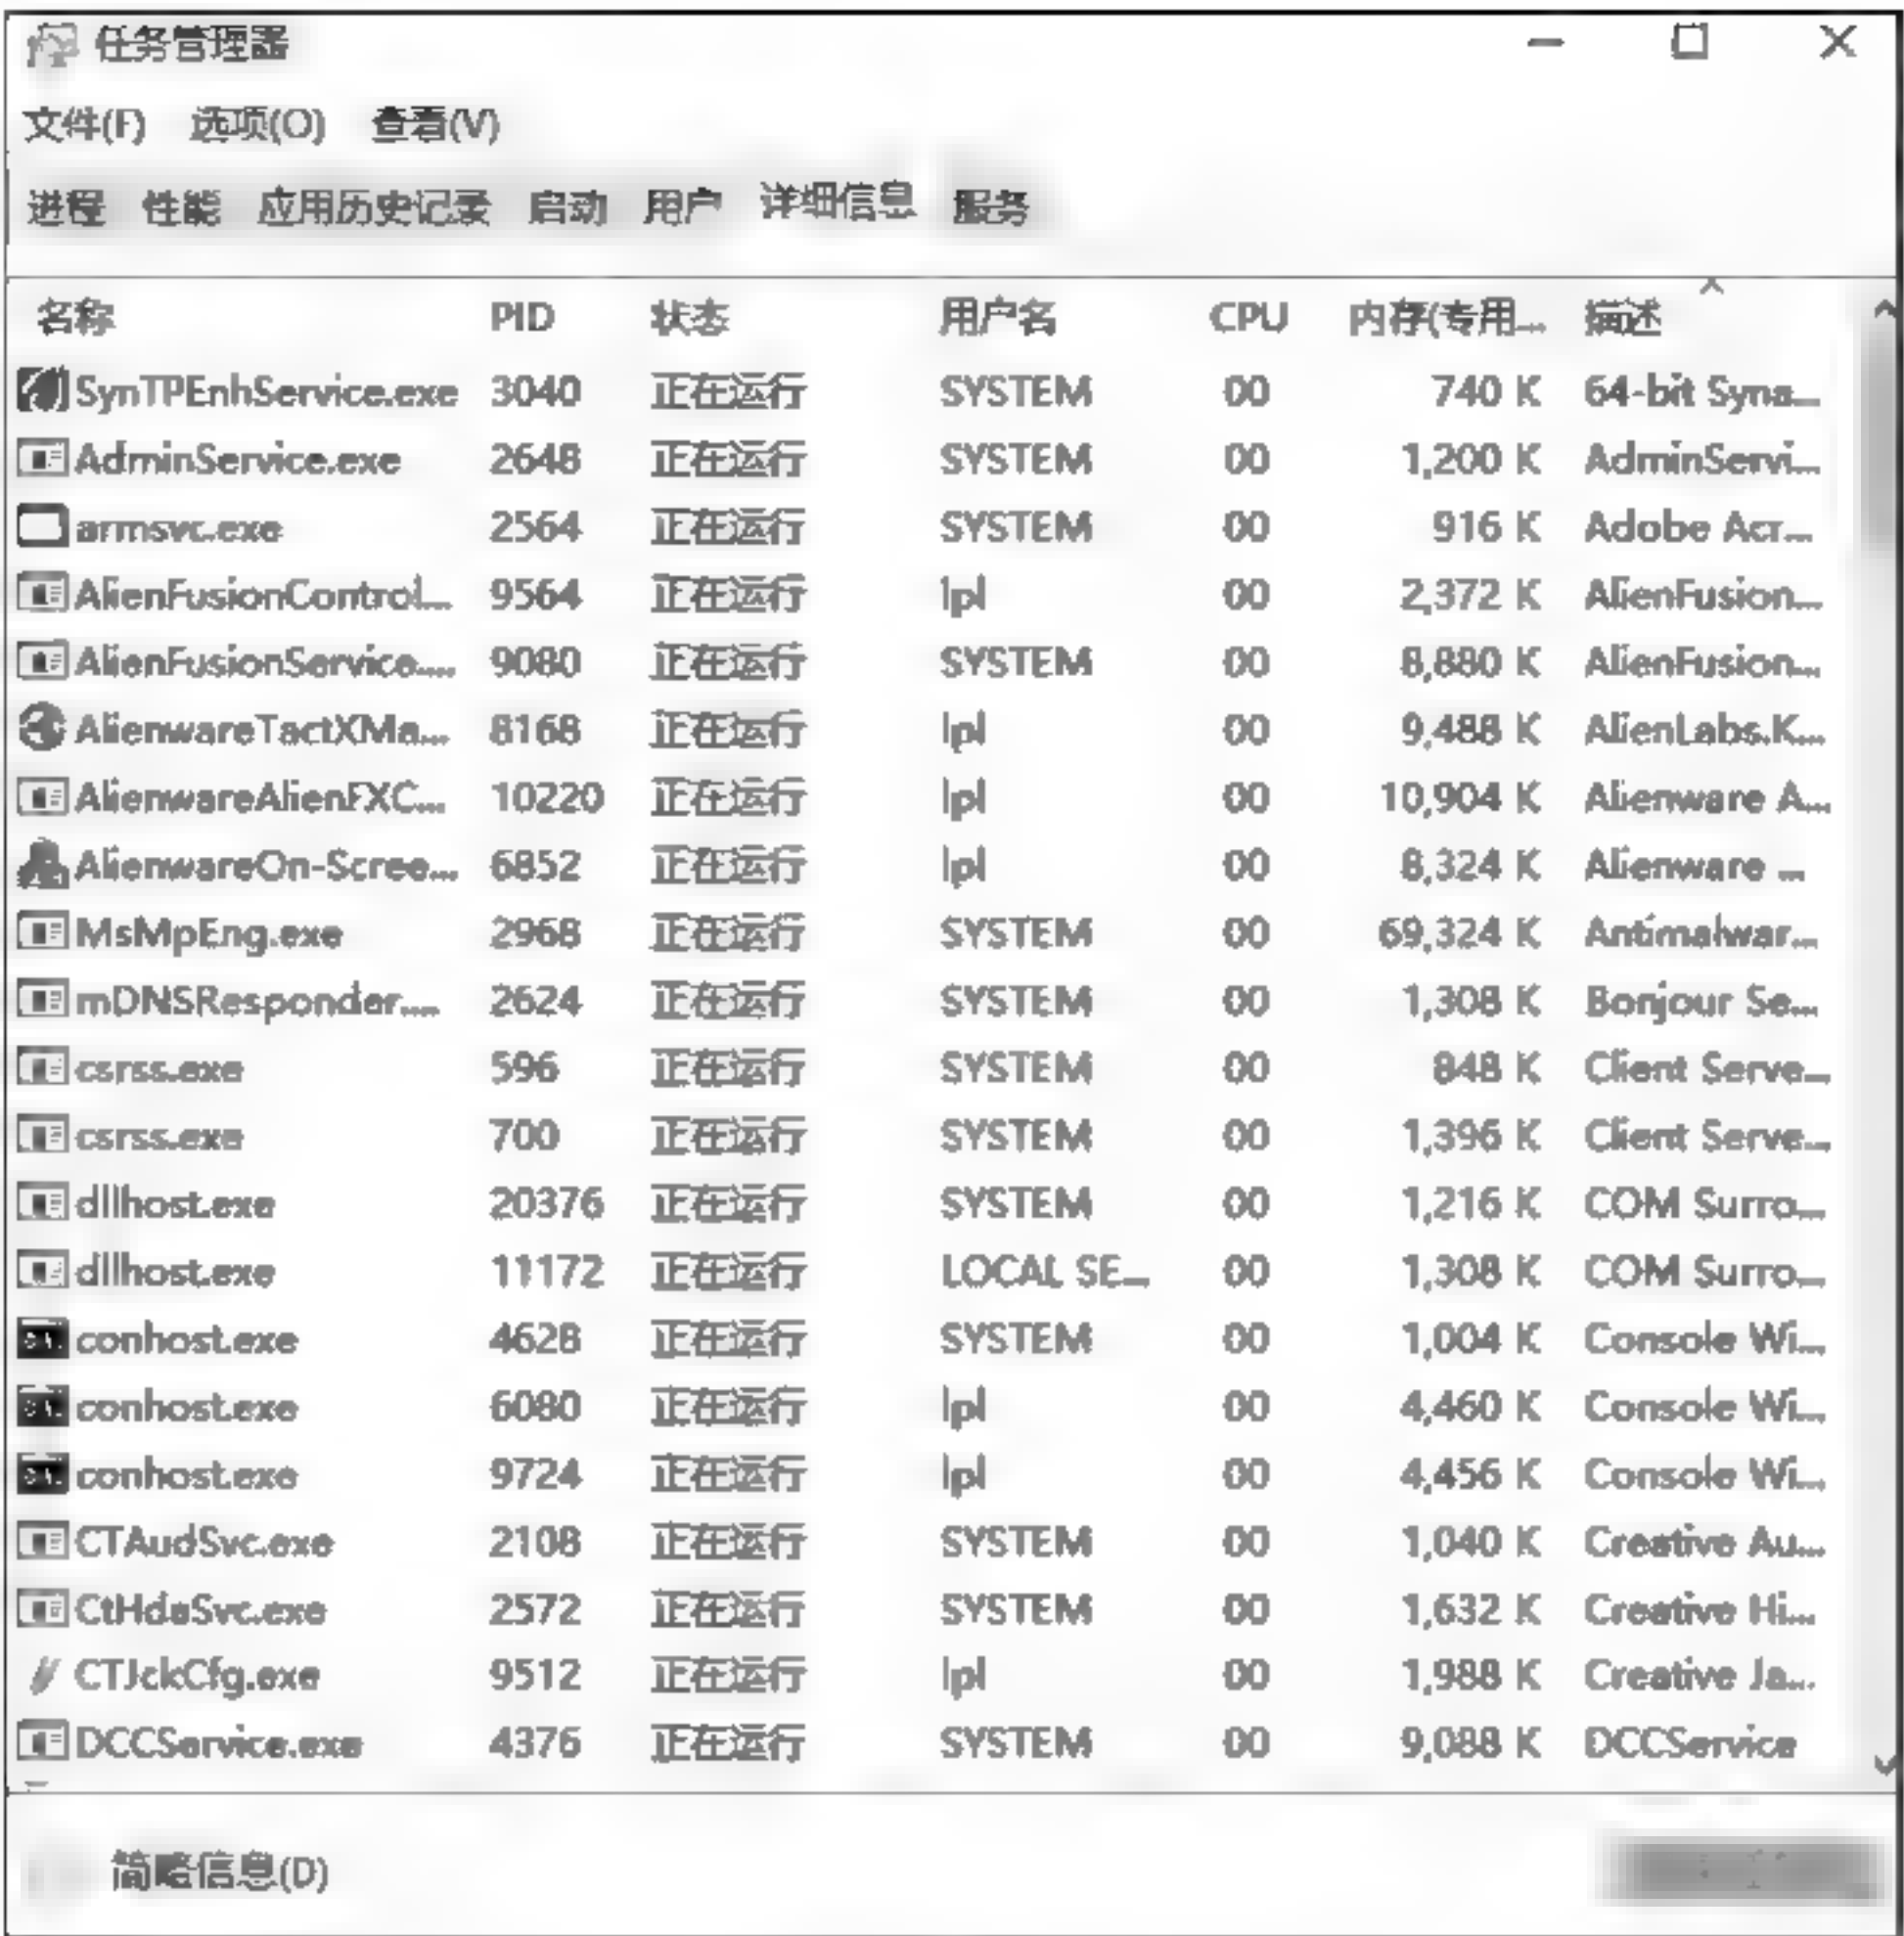 任务管理器
文件(F) 选项(O) 查看(V)
进程 性能 应用历史记录 启动 用户 详细信息 服务
名称 PID 状态 用户名 CPU 内存(专用... 描述
SynTPEnhService.exe 3040 正在运行 SYSTEM 00 740 K 64-bit Syna...
AdminService.exe 2648 正在运行 SYSTEM 00 1,200 K AdminServi...
armsvc.exe 2564 正在运行 SYSTEM 00 916 K Adobe Acr...
AlienFusionControl... 9564 正在运行 lpl 00 2,372 K AlienFusion...
AlienFusionService.... 9080 正在运行 SYSTEM 00 8,880 K AlienFusion...
AlienwareTactXMa... 8168 正在运行 lpl 00 9,488 K AlienLabs.K...
AlienwareAlienFXC... 10220 正在运行 lpl 00 10,904 K Alienware A...
AlienwareOn-Scree... 6852 正在运行 lpl 00 8,324 K Alienware ...
MsMpEng.exe 2968 正在运行 SYSTEM 00 69,324 K Antimalwar...
mDNSResponder.... 2624 正在运行 SYSTEM 00 1,308 K Bonjour Se...
csrss.exe 596 正在运行 SYSTEM 00 848 K Client Serve...
csrss.exe 700 正在运行 SYSTEM 00 1,396 K Client Serve...
dllhost.exe 20376 正在运行 SYSTEM 00 1,216 K COM Surro...
dllhost.exe 11172 正在运行 LOCAL SE... 00 1,308 K COM Surro...
conhost.exe 4628 正在运行 SYSTEM 00 1,004 K Console Wi...
conhost.exe 6080 正在运行 lpl 00 4,460 K Console Wi...
conhost.exe 9724 正在运行 lpl 00 4,456 K Console Wi...
CTAudSvc.exe 2108 正在运行 SYSTEM 00 1,040 K Creative Au...
CtHdaSvc.exe 2572 正在运行 SYSTEM 00 1,632 K Creative Hi...
CTJckCfg.exe 9512 正在运行 lpl 00 1,988 K Creative Ja...
DCCService.exe 4376 正在运行 SYSTEM 00 9,088 K DCCService
简略信息(D)